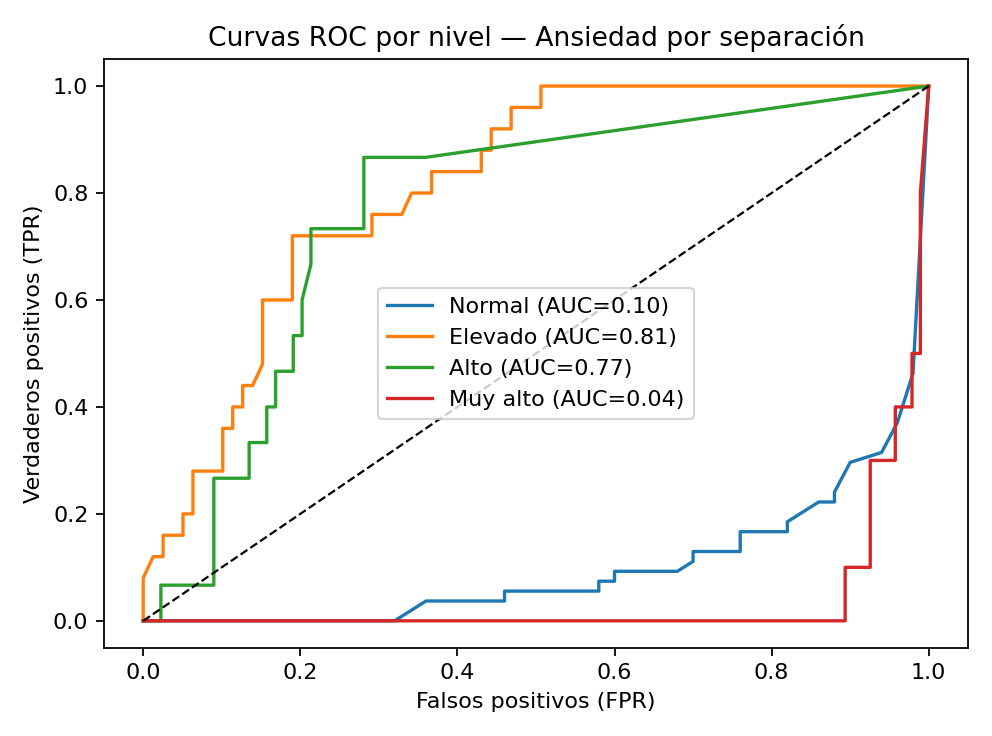 Curvas ROC por nivel — Ansiedad por separación
1.0
0.8
0.6
0.4
0.2
0.0
Verdaderos positivos (TPR)
Normal (AUC=0.10)
Elevado (AUC=0.81)
Alto (AUC=0.77)
Muy alto (AUC=0.04)
0.0 0.2 0.4 0.6 0.8 1.0
Falsos positivos (FPR)